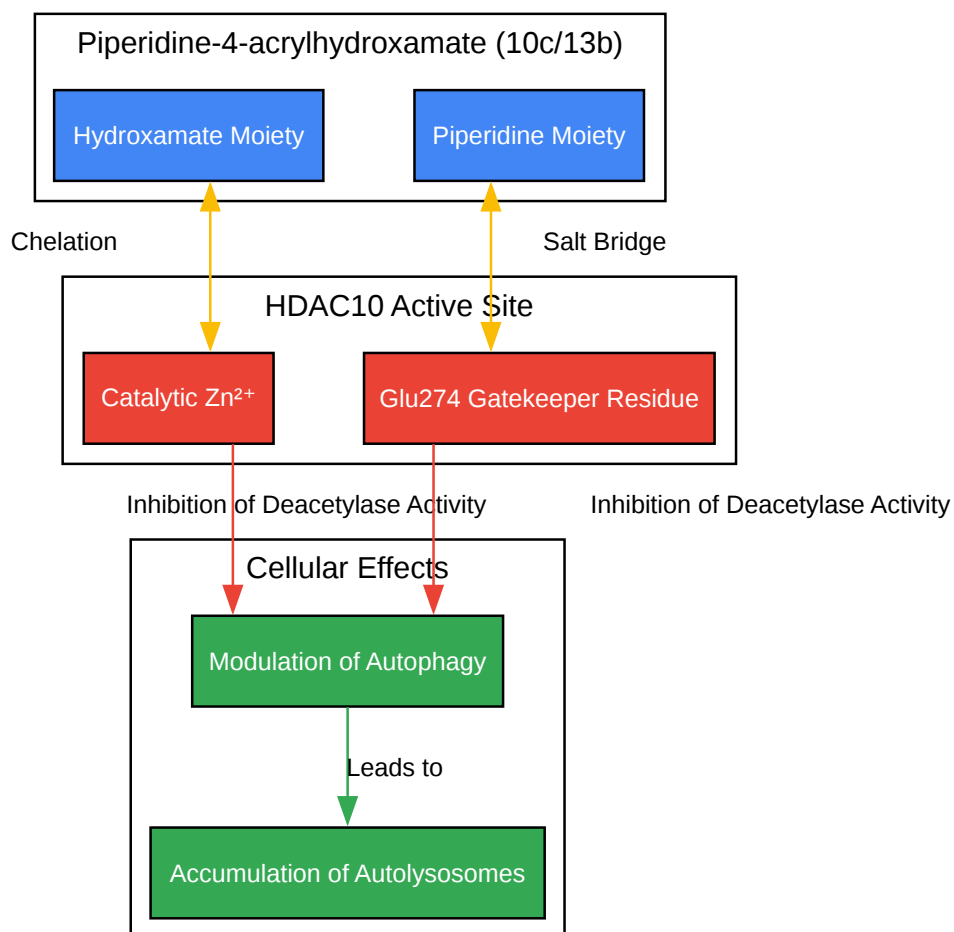 Piperidine-4-acrylhydroxamate (10c/13b)
Hydroxamate Moiety
Piperidine Moiety
Chelation
Salt Bridge
HDAC10 Active Site
Catalytic Zn²⁺
Glu274 Gatekeeper Residue
Inhibition of Deacetylase Activity
Inhibition of Deacetylase Activity
Cellular Effects
Modulation of Autophagy
Leads to
Accumulation of Autolysosomes